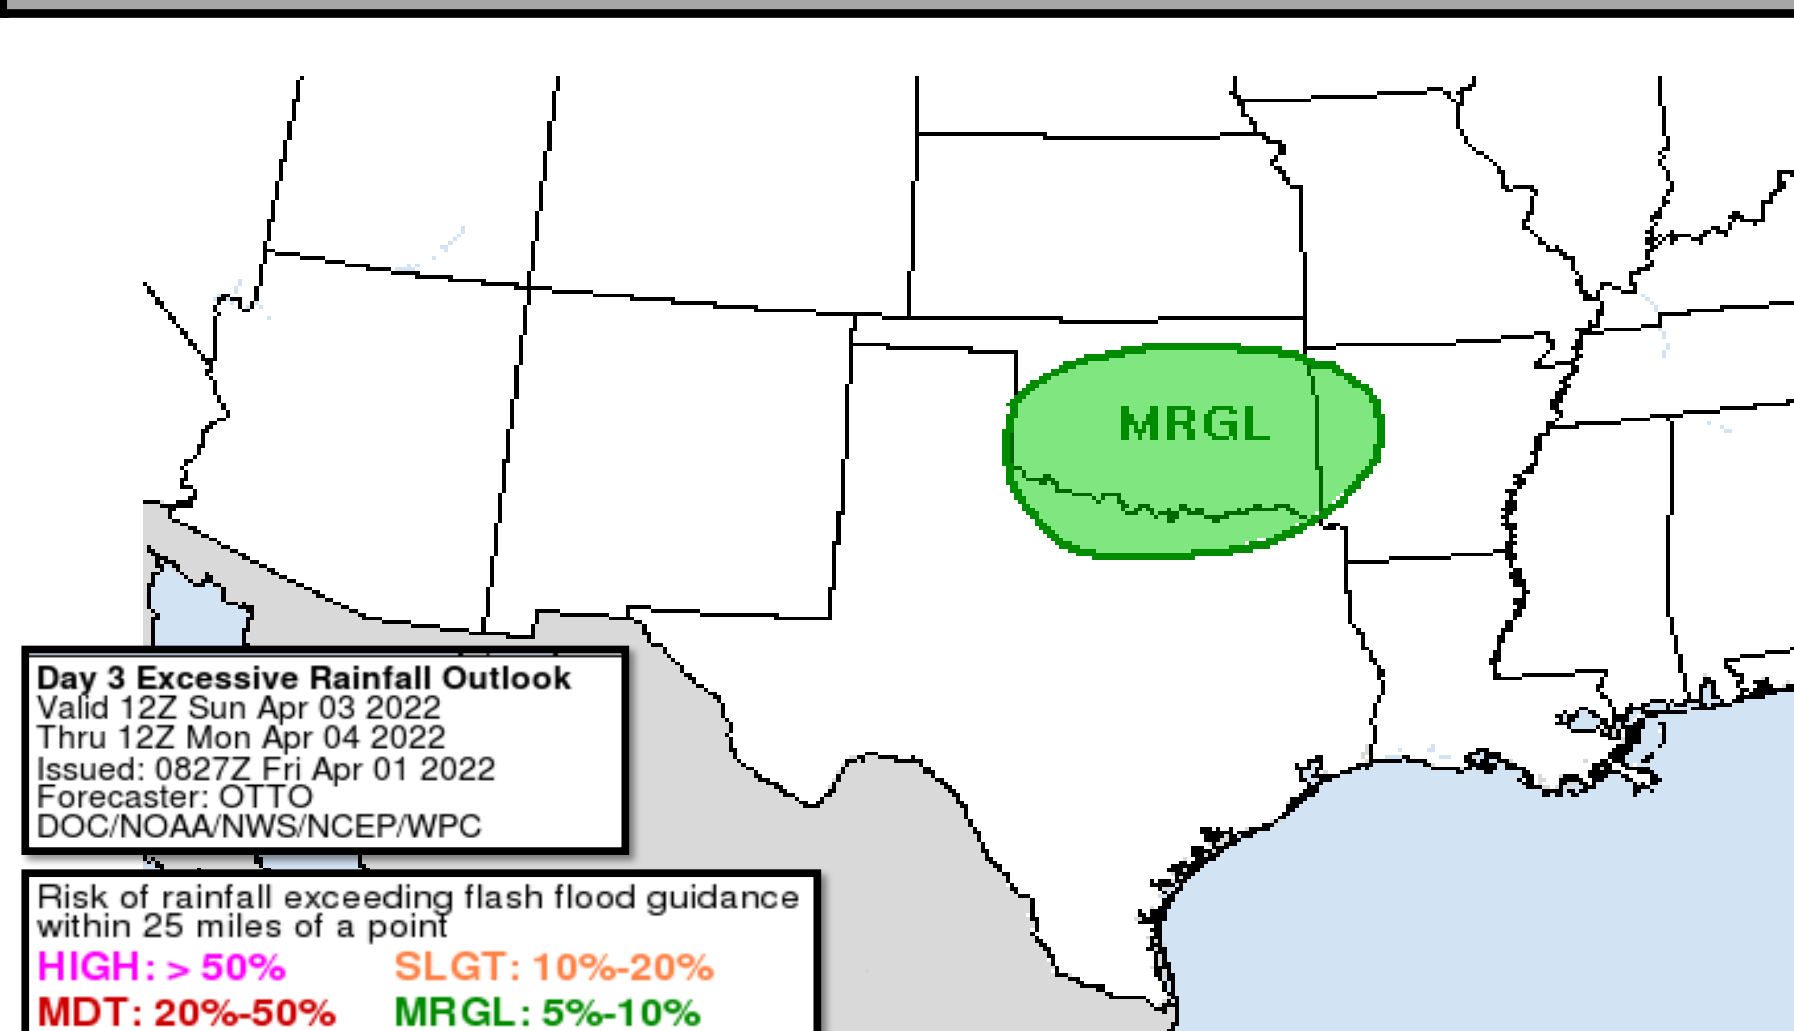 MRGL
Day 3 Excessive Rainfall Outlook
Valid 12Z Sun Apr 03 2022
Thru 12Z Mon Apr 04 2022
Issued: 0827Z Fri Apr 01 2022
Forecaster: OTTO
DOC/NOAA/NWS/NCEP/WPC
Risk of rainfall exceeding flash flood guidance
within 25 miles of a point
HIGH: > 50% SLGT: 10%-20%
MDT: 20%-50% MRGL: 5%-10%